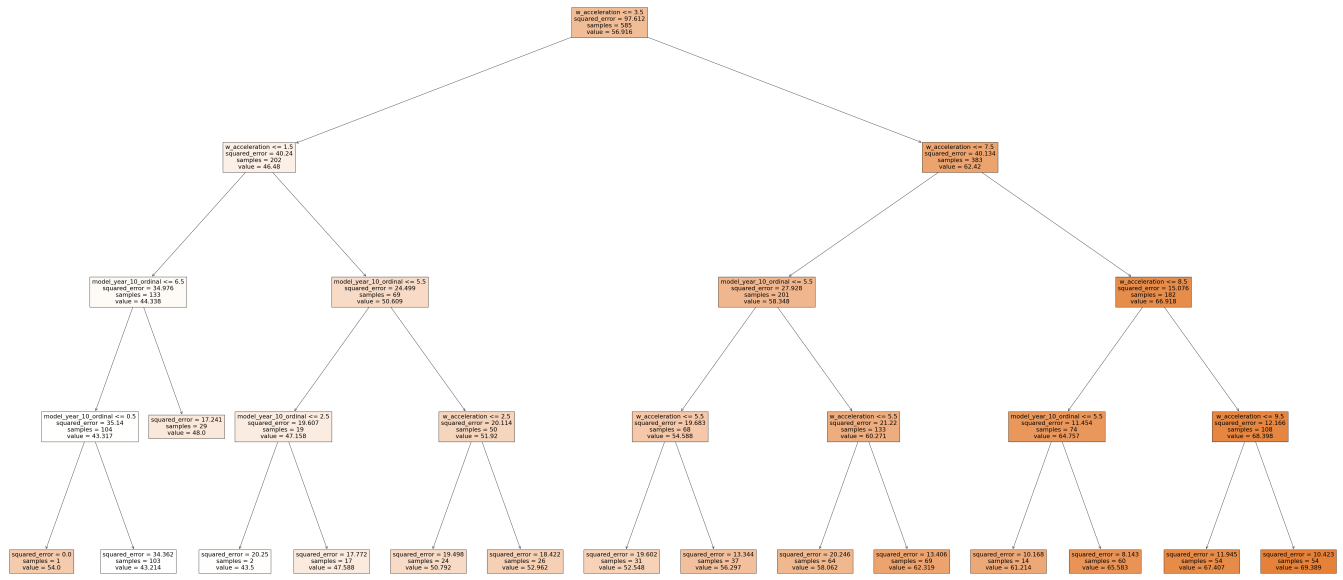 w_acceleration <= 3.5
squared_error = 97.612
samples = 585
value = 56.916
w_acceleration <= 1.5
squared_error = 40.24
samples = 202
value = 46.48
w_acceleration <= 7.5
squared_error = 40.134
samples = 383
value = 62.42
model_year_10_ordinal <= 6.5
squared_error = 34.976
samples = 133
value = 44.338
model_year_10_ordinal <= 5.5
squared_error = 24.499
samples = 69
value = 50.609
model_year_10_ordinal <= 5.5
squared_error = 27.928
samples = 201
value = 58.348
w_acceleration <= 8.5
squared_error = 15.076
samples = 182
value = 66.918
model_year_10_ordinal <= 0.5
squared_error = 35.14
samples = 104
value = 43.317
squared_error = 17.241
samples = 29
value = 48.0
model_year_10_ordinal <= 2.5
squared_error = 19.607
samples = 19
value = 47.158
w_acceleration <= 2.5
squared_error = 20.114
samples = 50
value = 51.92
w_acceleration <= 5.5
squared_error = 19.683
samples = 68
value = 54.588
w_acceleration <= 5.5
squared_error = 21.22
samples = 133
value = 60.271
model_year_10_ordinal <= 5.5
squared_error = 11.454
samples = 74
value = 64.757
w_acceleration <= 9.5
squared_error = 12.166
samples = 108
value = 68.398
squared_error = 0.0
samples = 1
value = 54.0
squared_error = 34.362
samples = 103
value = 43.214
squared_error = 20.25
samples = 2
value = 43.5
squared_error = 17.772
samples = 17
value = 47.588
squared_error = 19.498
samples = 24
value = 50.792
squared_error = 18.422
samples = 26
value = 52.962
squared_error = 19.602
samples = 31
value = 52.548
squared_error = 13.344
samples = 37
value = 56.297
squared_error = 20.246
samples = 64
value = 58.062
squared_error = 13.406
samples = 69
value = 62.319
squared_error = 10.168
samples = 14
value = 61.214
squared_error = 8.143
samples = 60
value = 65.583
squared_error = 11.945
samples = 54
value = 67.407
squared_error = 10.423
samples = 54
value = 69.389